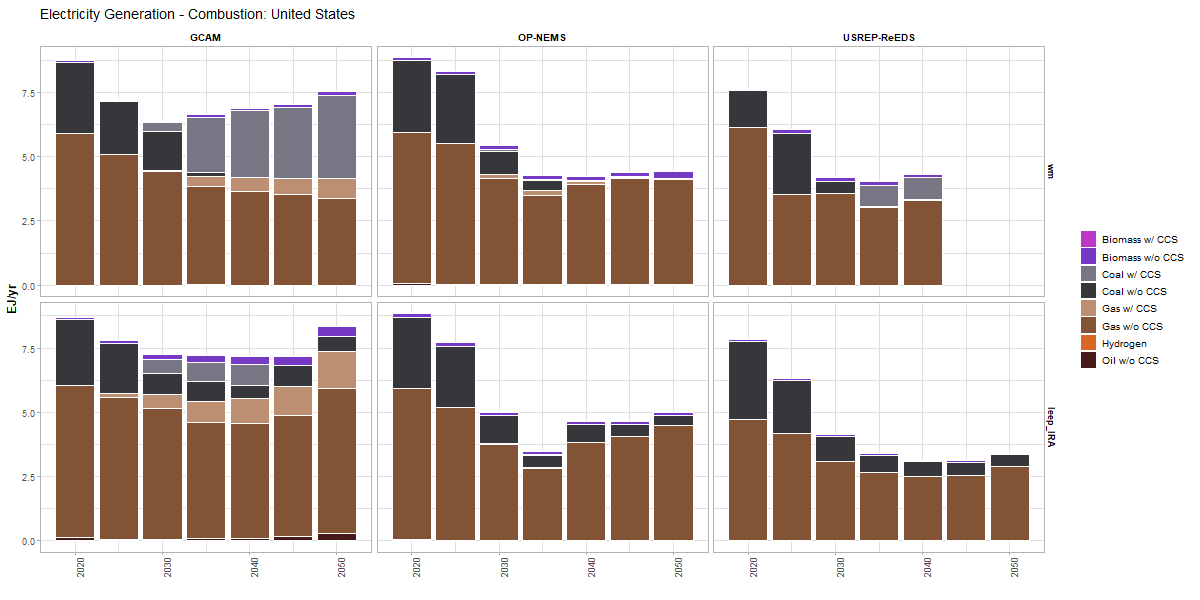 Electricity Generation - Combustion: United States
GCAM
OP-NEMS
USREP-ReEDS
EJ/yr
7.5
5.0
2.5
0.0
wm
7.5
5.0
2.5
0.0
leep_IRA
2020
2030
2040
2050
2020
2030
2040
2050
2020
2030
2040
2050
Biomass w/ CCS
Biomass w/o CCS
Coal w/ CCS
Coal w/o CCS
Gas w/ CCS
Gas w/o CCS
Hydrogen
Oil w/o CCS